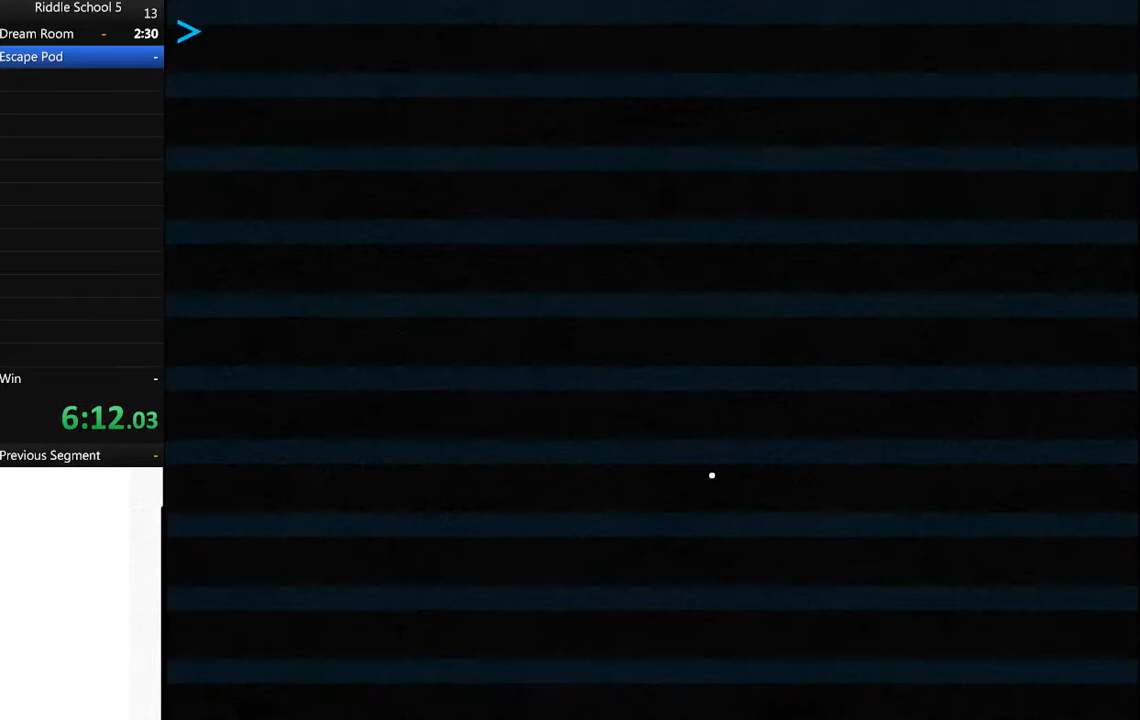 Riddle School 5
13
>
Dream Room - 2:30
Escape Pod -
Win -
6:12.03
Previous Segment -